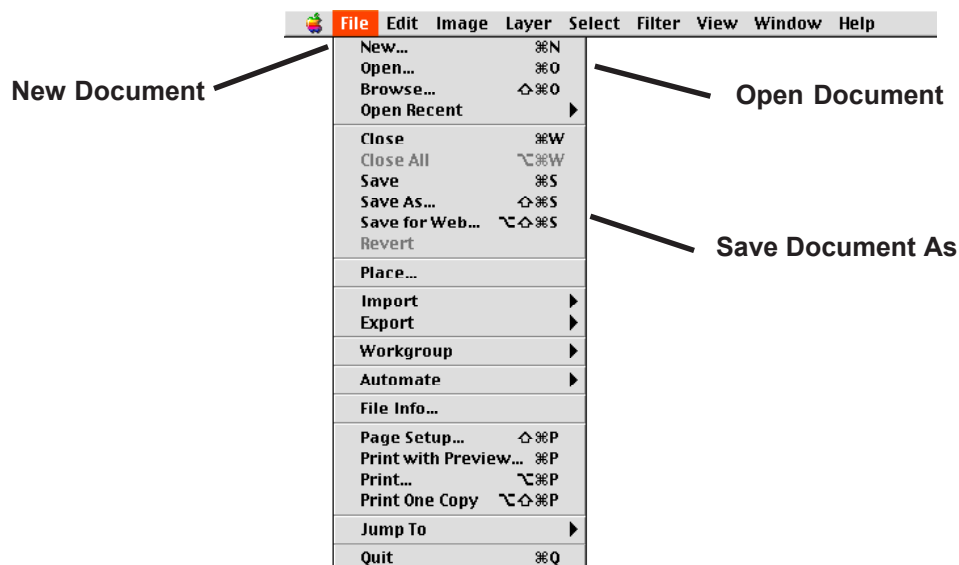 File Edit Image Layer Select Filter View Window Help
New... ⌘N
Open... ⌘O
Browse... ⇧⌘O
Open Recent
Close ⌘W
Close All ⌥⌘W
Save ⌘S
Save As... ⇧⌘S
Save for Web... ⌥⇧⌘S
Revert
Place...
Import
Export
Workgroup
Automate
File Info...
Page Setup... ⇧⌘P
Print with Preview... ⌘P
Print... ⌥⌘P
Print One Copy ⌥⇧⌘P
Jump To
Quit ⌘Q
New Document
Open Document
Save Document As